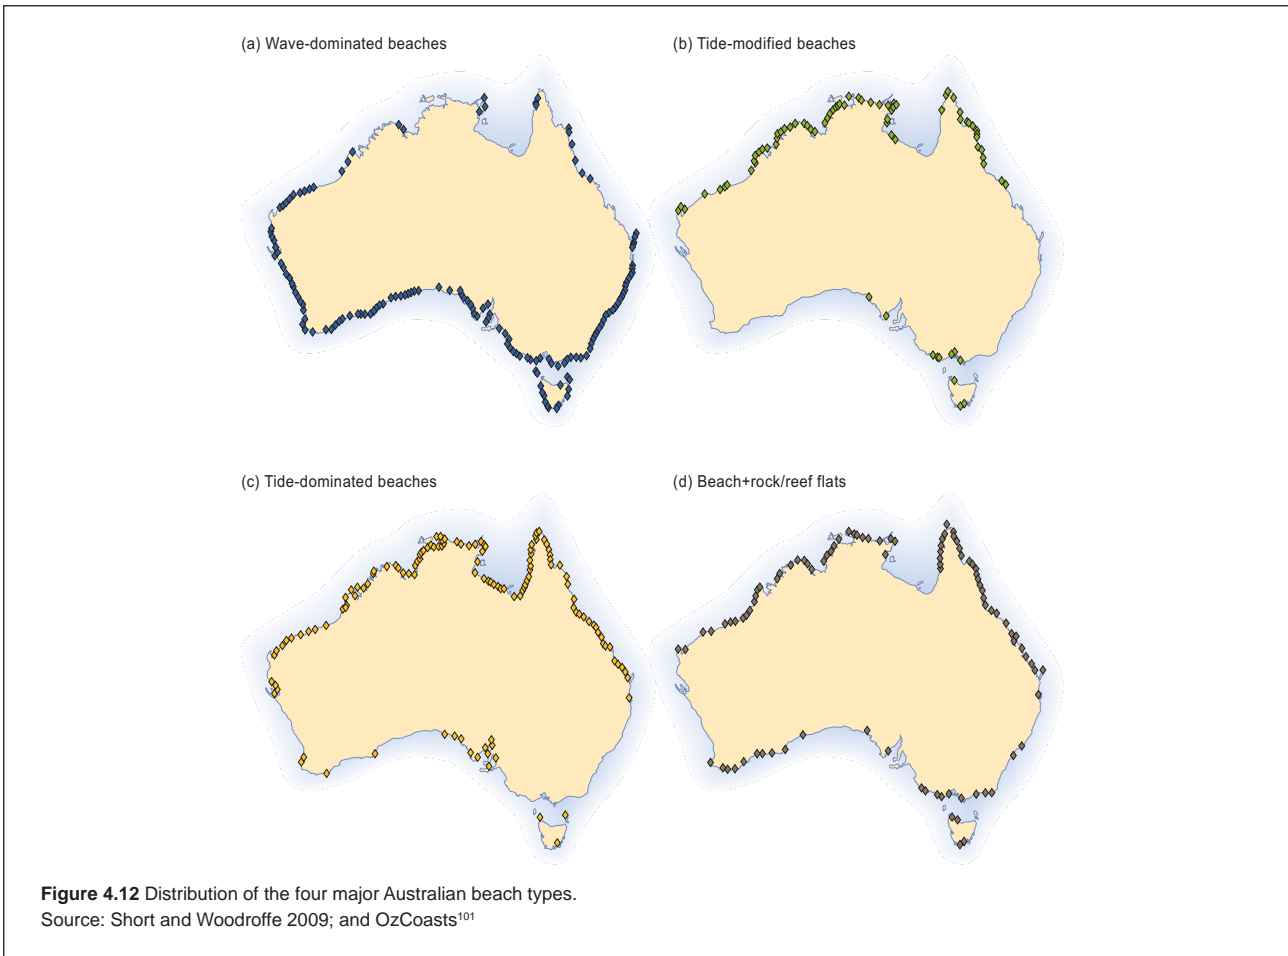 (a) Wave-dominated beaches
(b) Tide-modified beaches
(c) Tide-dominated beaches
(d) Beach+rock/reef flats
Figure 4.12 Distribution of the four major Australian beach types.
Source: Short and Woodroffe 2009; and OzCoasts¹⁰¹